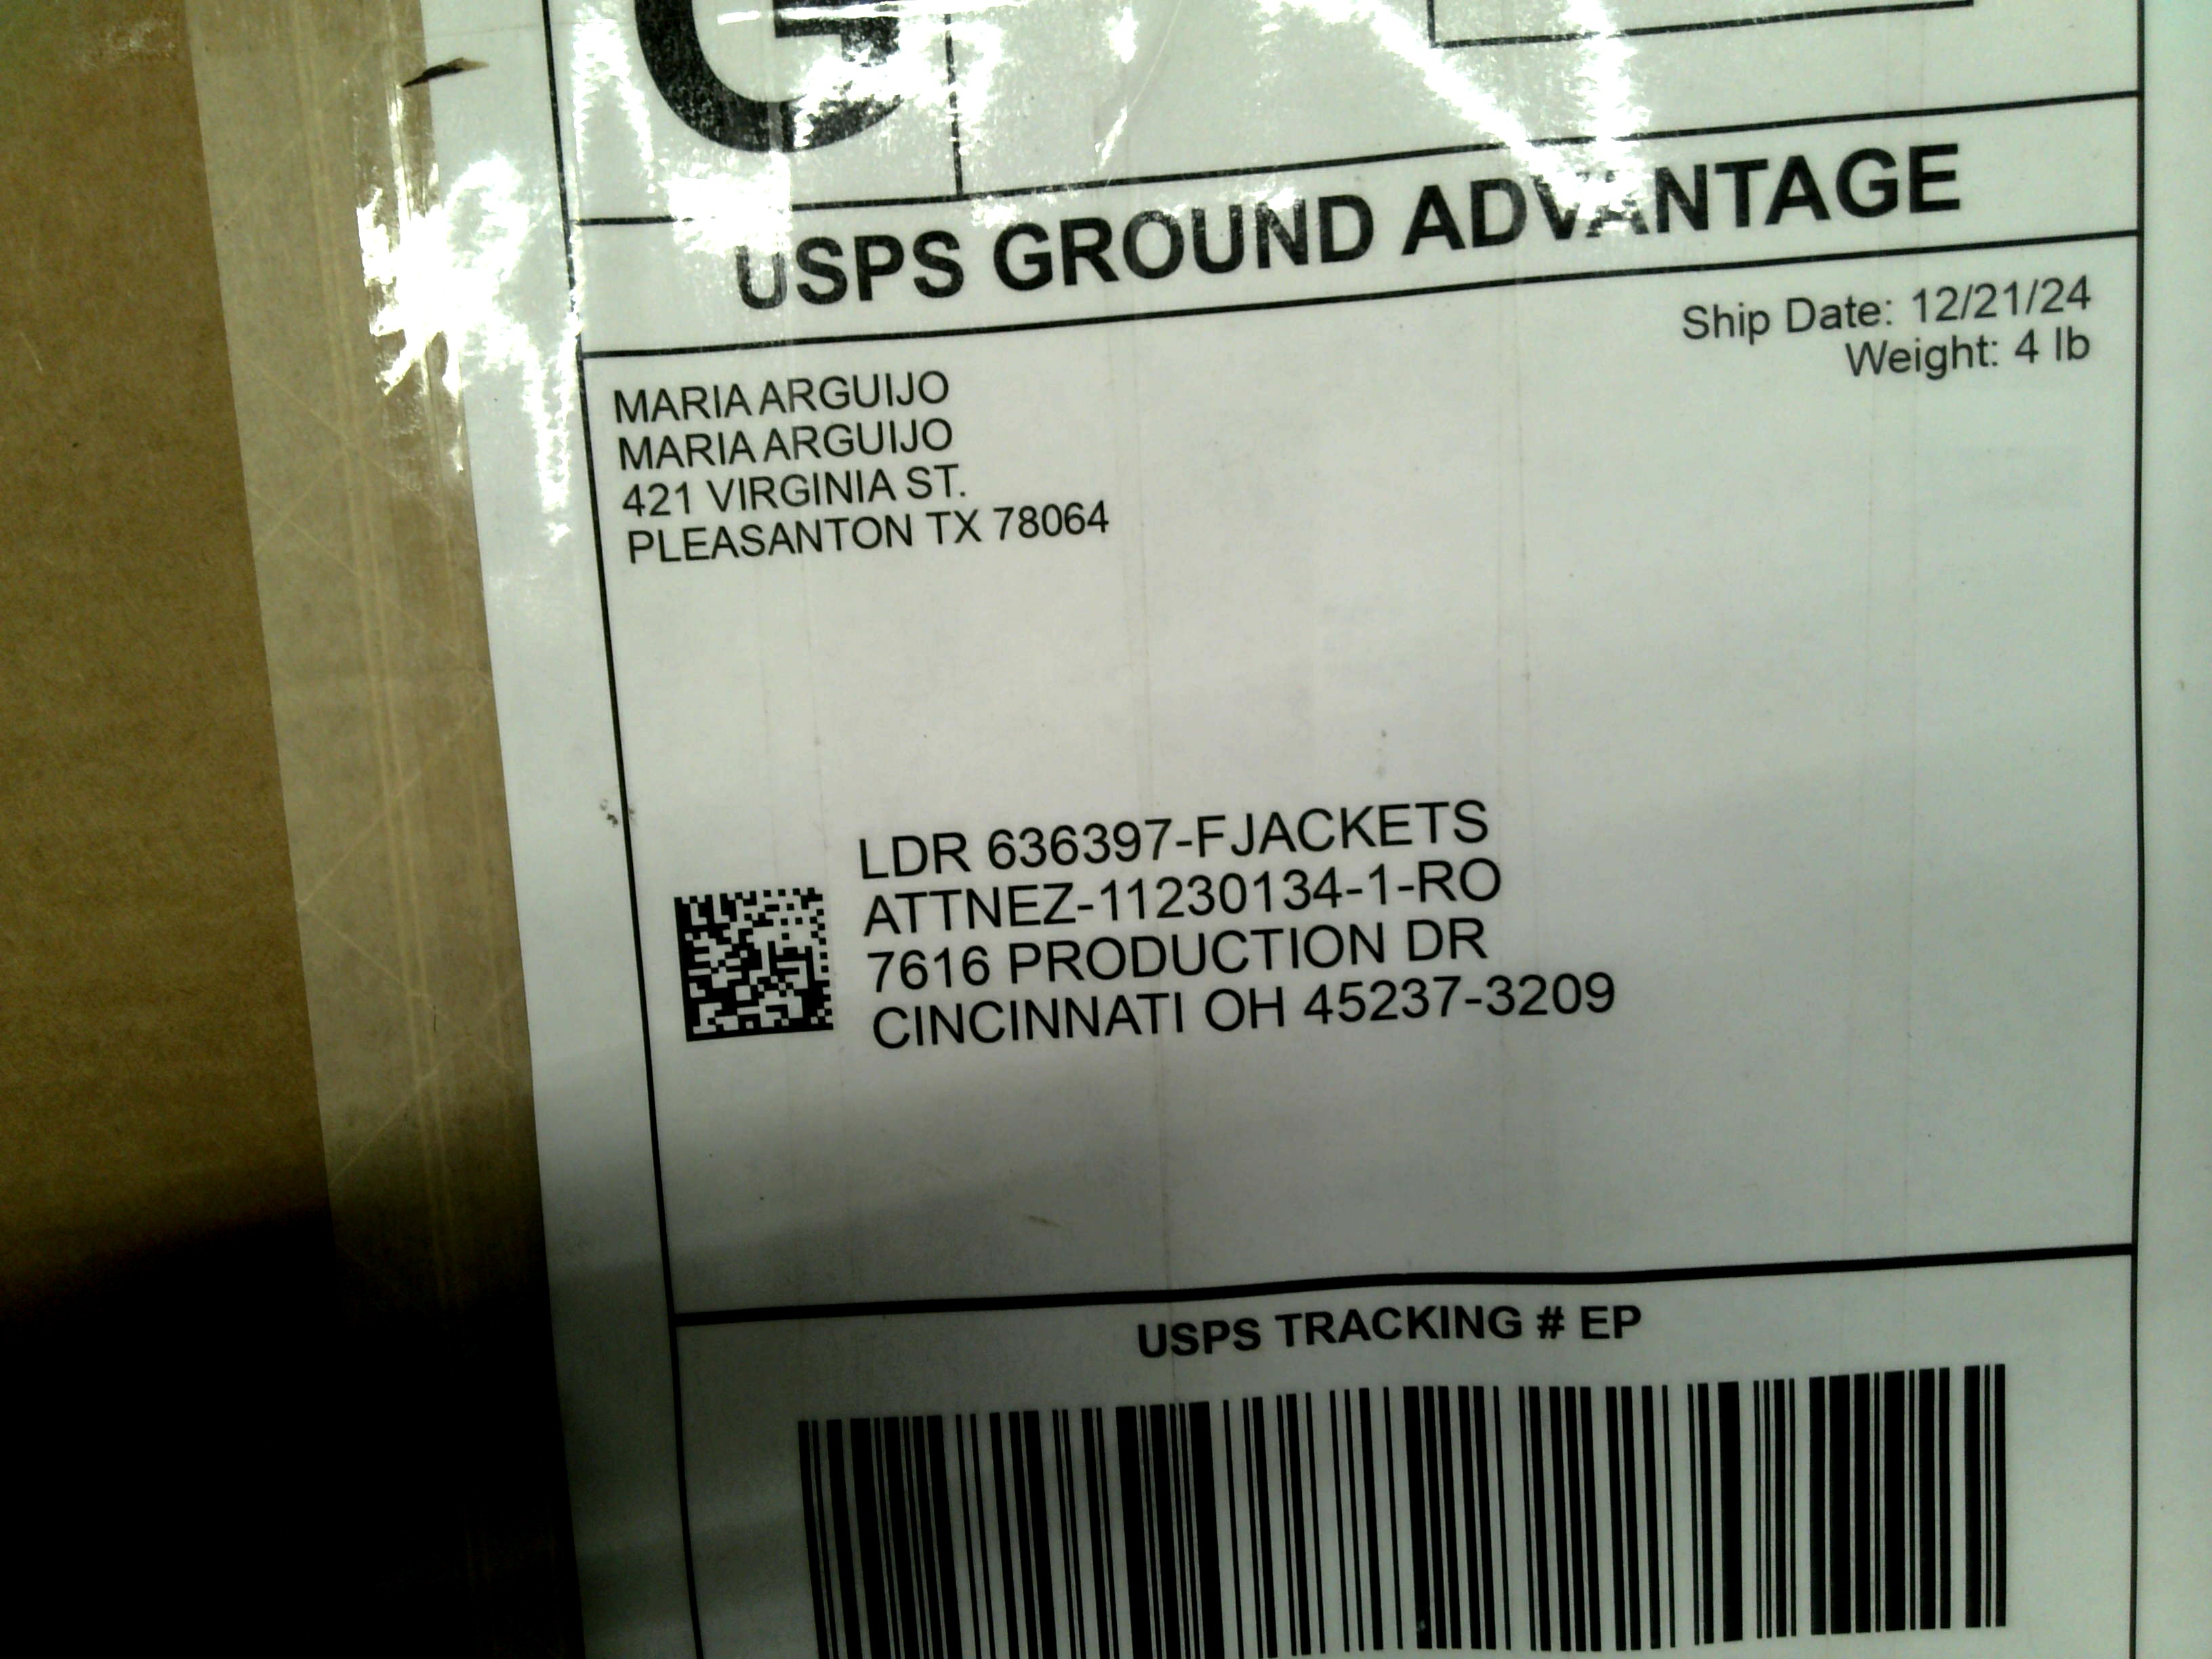 G
USPS GROUND ADVANTAGE
Ship Date: 12/21/24
Weight: 4 lb
MARIA ARGUIJO
MARIA ARGUIJO
421 VIRGINIA ST.
PLEASANTON TX 78064
LDR 636397-FJACKETS
ATTNEZ-11230134-1-RO
7616 PRODUCTION DR
CINCINNATI OH 45237-3209
USPS TRACKING # EP